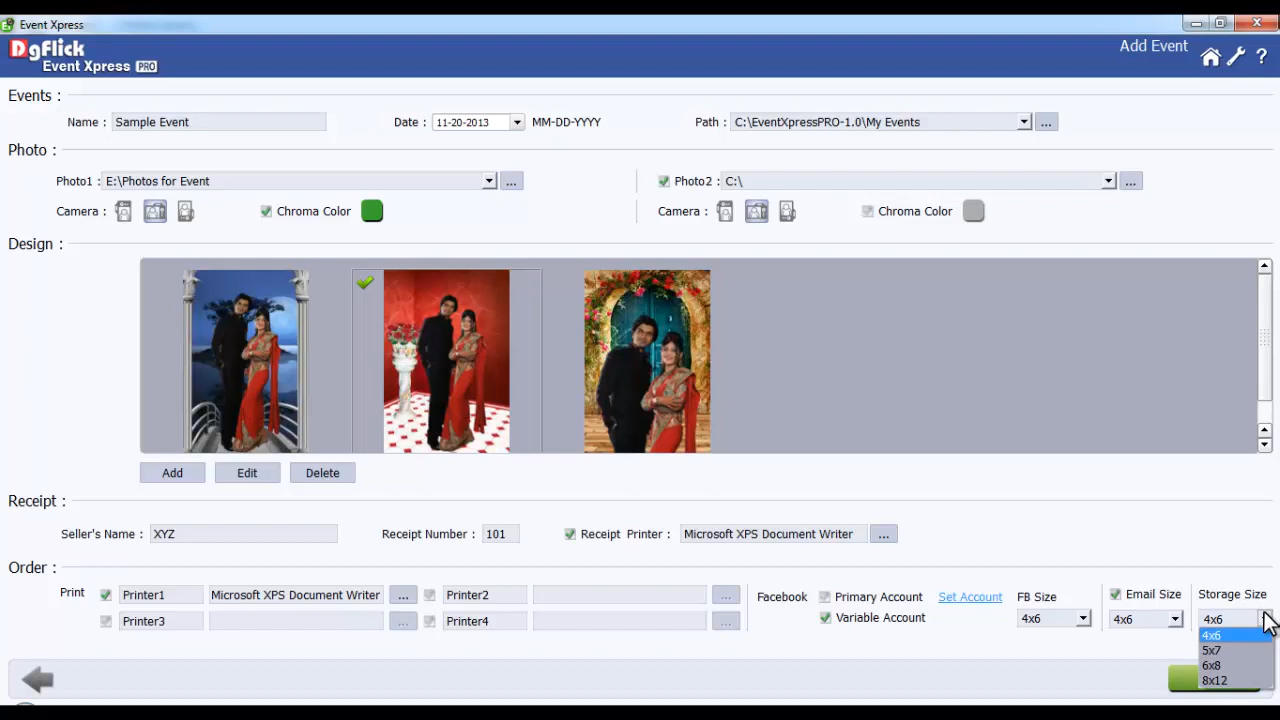 Event Xpress
DgFlick
Event Xpress PRO
Add Event
?
Events :
Name : Sample Event Date : 11-20-2013 MM-DD-YYYY Path : C:\EventXpressPRO-1.0\My Events ...
Photo :
Photo1 : E:\Photos for Event ... Photo2 : C:\ ...
Camera : Chroma Color Camera : Chroma Color
Design :
Add Edit Delete
Receipt :
Seller's Name : XYZ Receipt Number : 101 Receipt Printer : Microsoft XPS Document Writer ...
Order :
Print Printer1 Microsoft XPS Document Writer ... Printer2 ... Facebook Primary Account Set Account FB Size Email Size Storage Size
Printer3 ... Printer4 ... Variable Account 4x6 4x6 4x6
4x6
5x7
6x8
8x12